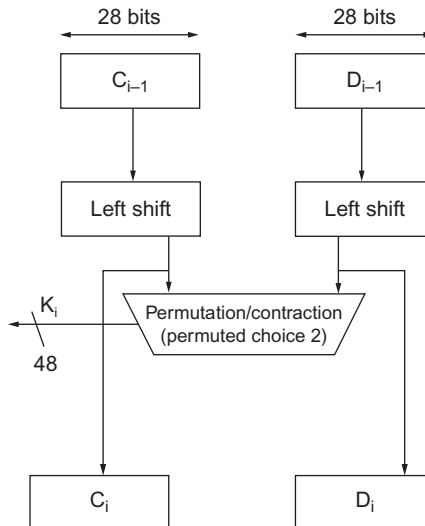 28 bits 28 bits
C_{i–1} D_{i–1}
Left shift Left shift
K_i
Permutation/contraction
(permuted choice 2)
48
C_i D_i